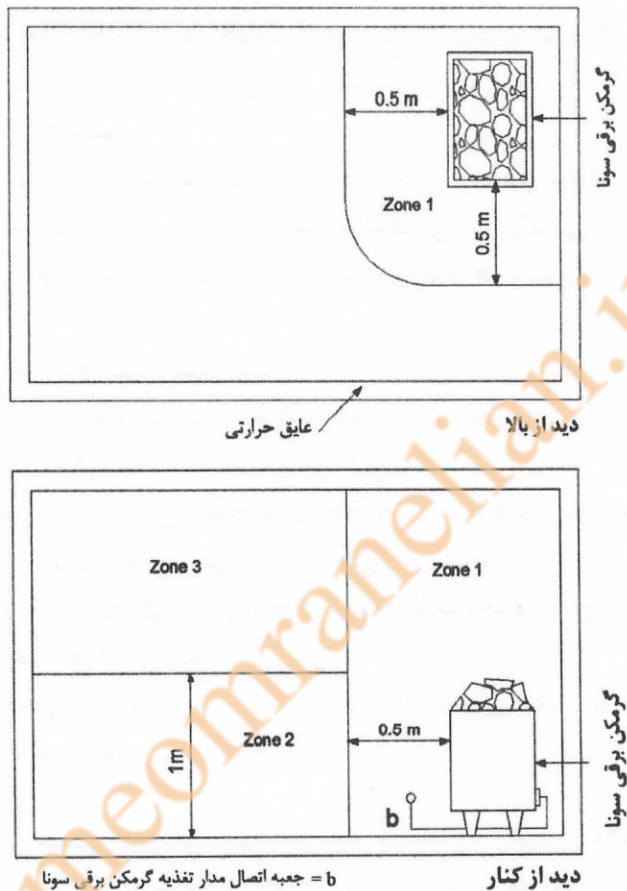 0.5 m
Zone 1
0.5 m
گرمکن برقی سونا
عایق حرارتی
دید از بالا
Zone 3
Zone 1
Zone 2
1m
0.5 m
b
گرمکن برقی سونا
دید از کنار
b = جعبه اتصال مدار تغذیه گرمکن برقی سونا